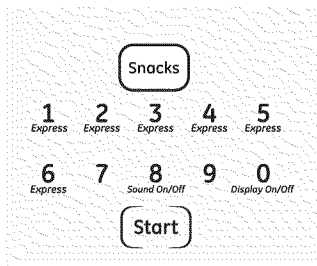 Snacks
1 2 3 4 5
Express Express Express Express Express
6 7 8 9 0
Express Sound On/Off Display On/Off
Start